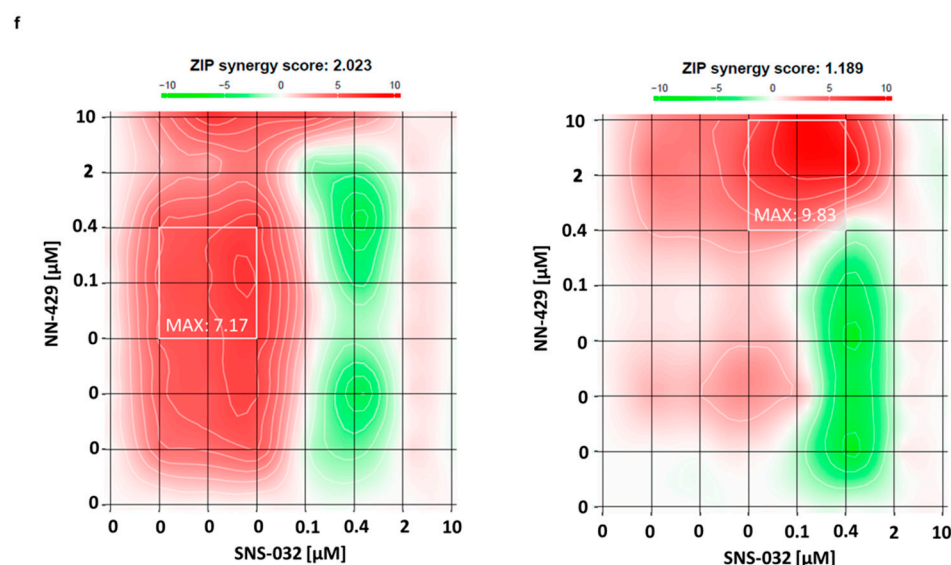 f
ZIP synergy score: 2.023
−10 −5 0 5 10
10
2
0.4
0.1
0
0
0
0
NN-429 [µM]
MAX: 7.17
0 0 0 0 0.1 0.4 2 10
SNS-032 [µM]
ZIP synergy score: 1.189
−10 −5 0 5 10
10
2
0.4
0.1
0
0
0
0
NN-429 [µM]
MAX: 9.83
0 0 0 0 0.1 0.4 2 10
SNS-032 [µM]